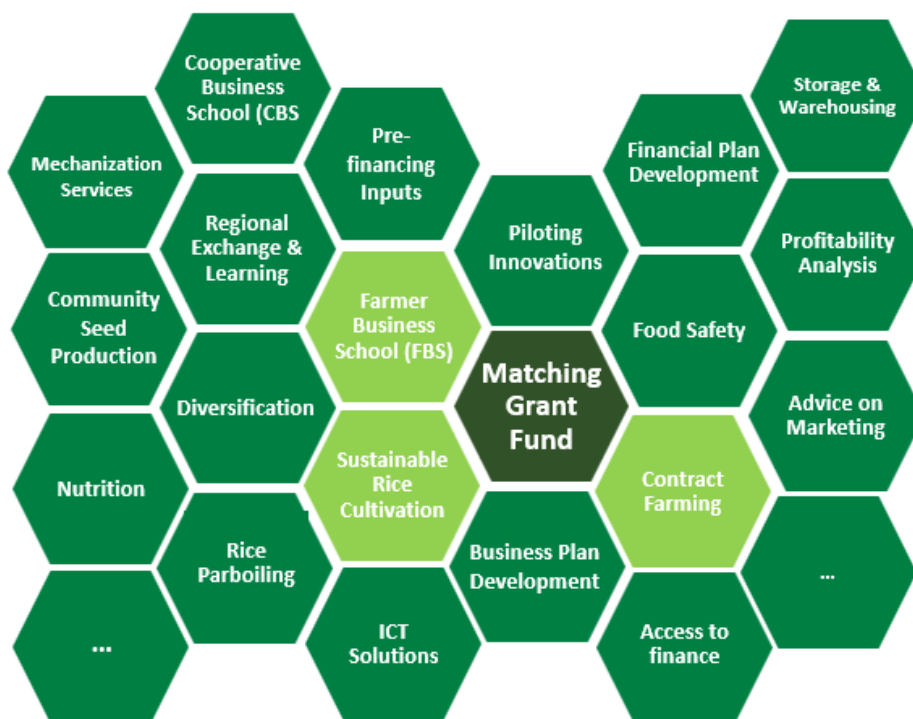 Cooperative
Business
School (CBS
Storage &
Warehousing
Mechanization
Services
Pre-
financing
Inputs
Financial Plan
Development
Regional
Exchange &
Learning
Piloting
Innovations
Profitability
Analysis
Community
Seed
Production
Farmer
Business
School (FBS)
Food Safety
Diversification
Matching
Grant
Fund
Advice on
Marketing
Nutrition
Sustainable
Rice
Cultivation
Contract
Farming
Rice
Parboiling
Business Plan
Development
...
...
ICT
Solutions
Access to
finance